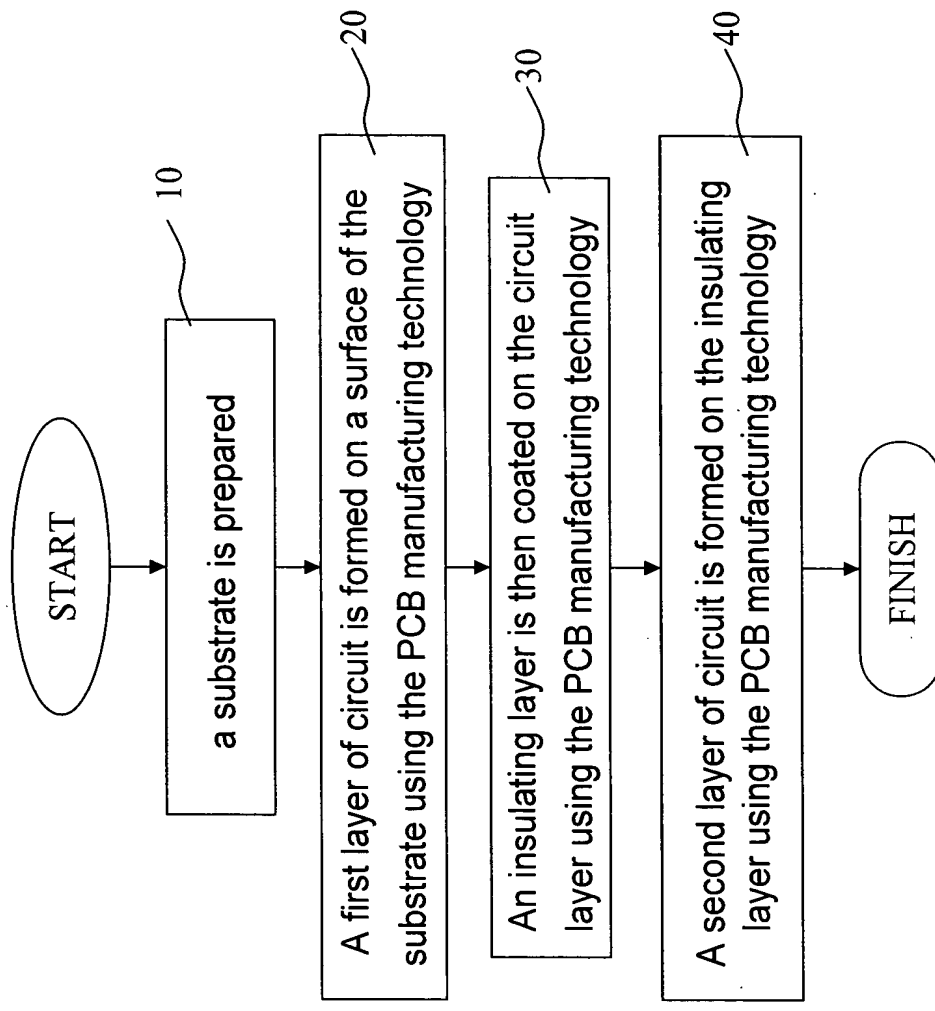 START
10
a substrate is prepared
20
A first layer of circuit is formed on a surface of the
substrate using the PCB manufacturing technology
30
An insulating layer is then coated on the circuit
layer using the PCB manufacturing technology
40
A second layer of circuit is formed on the insulating
layer using the PCB manufacturing technology
FINISH